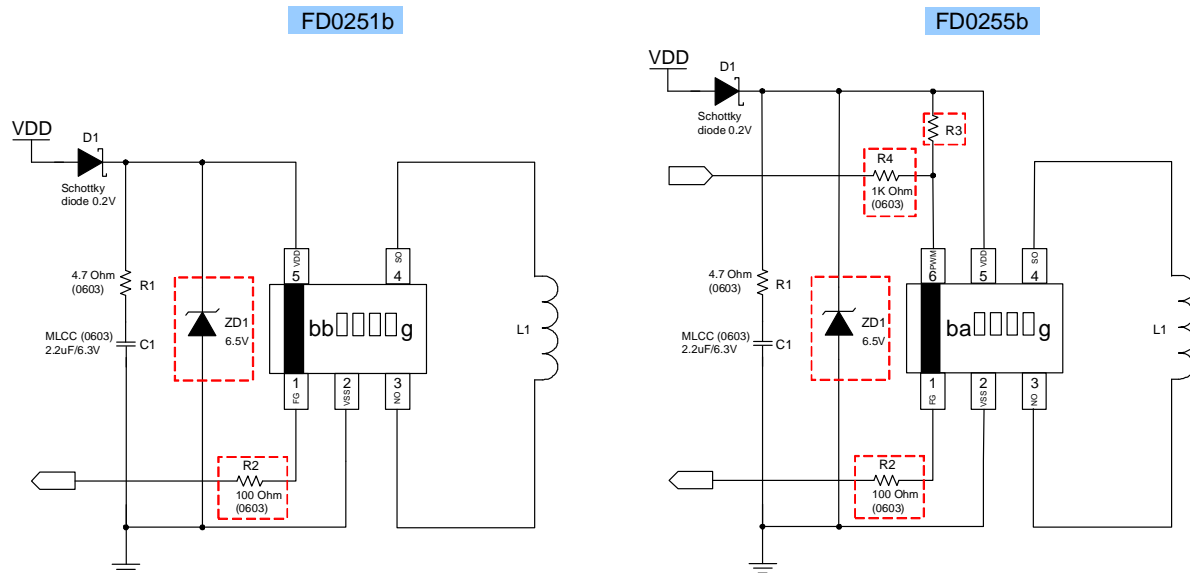 FD0251b
VDD
D1
Schottky
diode 0.2V
4.7 Ohm
(0603)
R1
MLCC (0603)
2.2uF/6.3V
C1
ZD1
6.5V
5
VDD
4
SO
bb
g
1
FG
2
VSS
3
NO
L1
R2
100 Ohm
(0603)
FD0255b
VDD
D1
Schottky
diode 0.2V
R3
R4
1K Ohm
(0603)
4.7 Ohm
(0603)
R1
MLCC (0603)
2.2uF/6.3V
C1
ZD1
6.5V
6
PWM
5
VDD
4
SO
ba
g
1
FG
2
VSS
3
NO
L1
R2
100 Ohm
(0603)